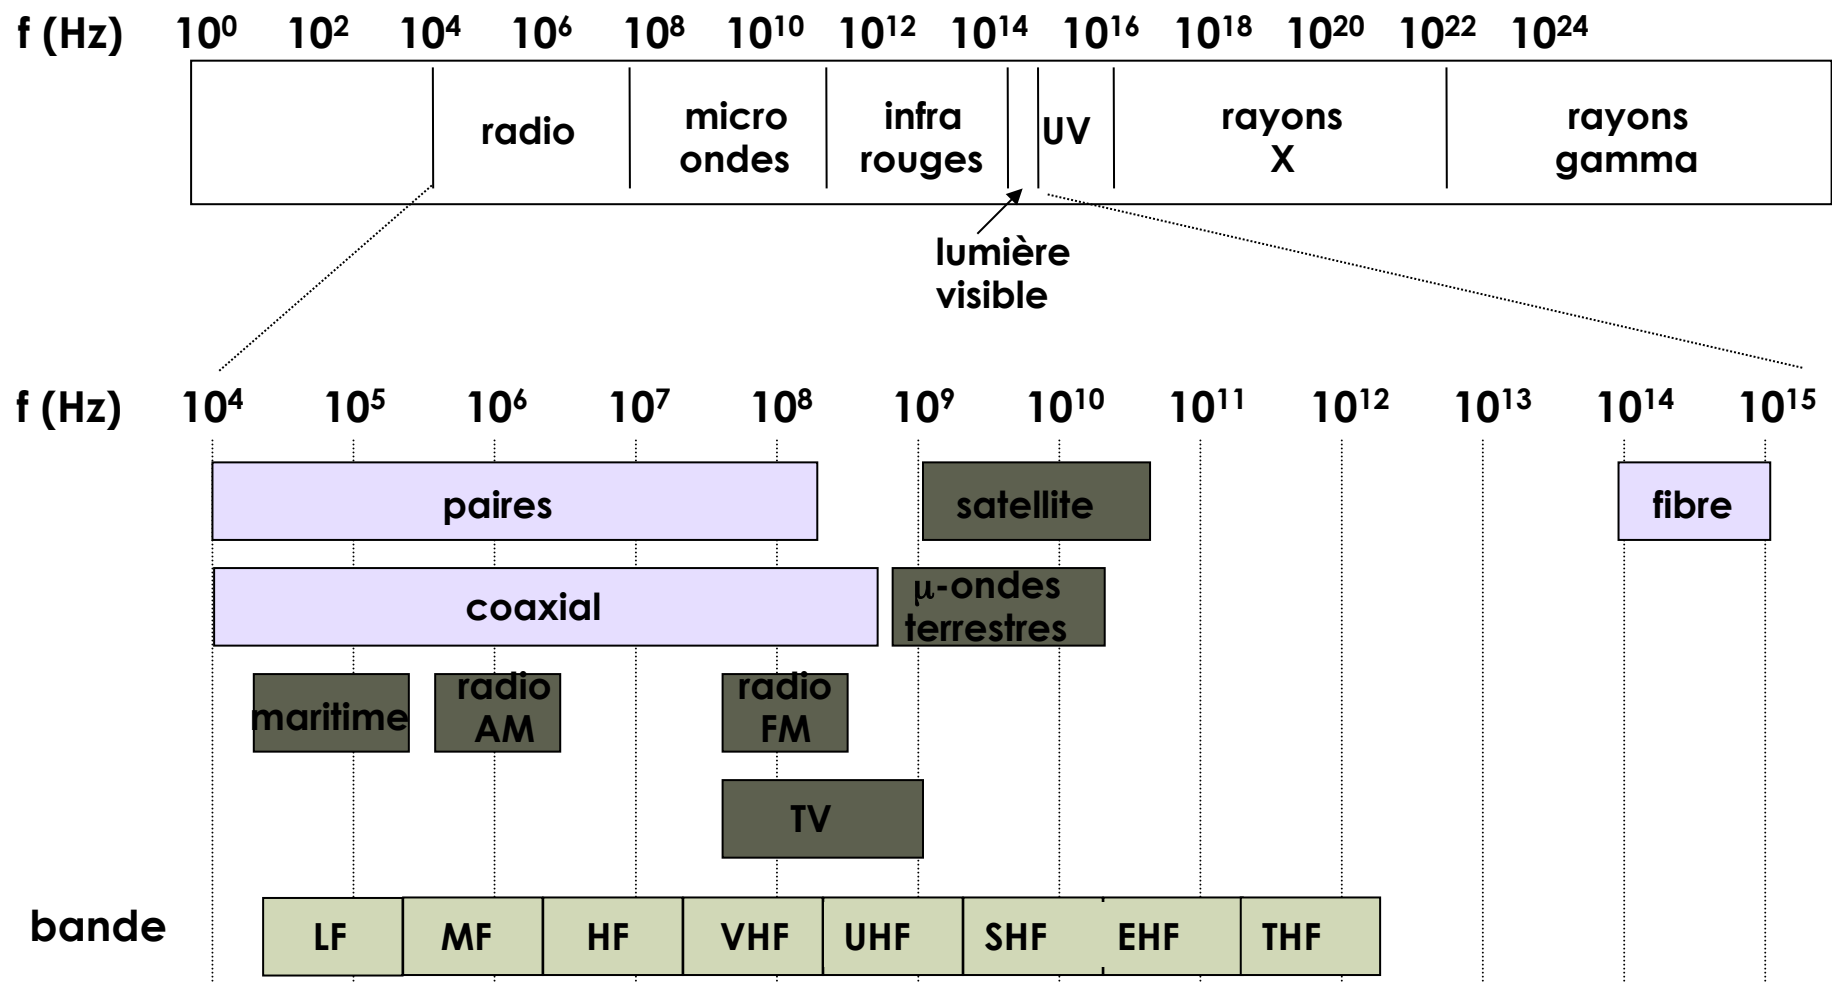 f (Hz) 10⁰ 10² 10⁴ 10⁶ 10⁸ 10¹⁰ 10¹² 10¹⁴ 10¹⁶ 10¹⁸ 10²⁰ 10²² 10²⁴
radio
micro
ondes
infra
rouges
UV
rayons
X
rayons
gamma
lumière
visible
f (Hz) 10⁴ 10⁵ 10⁶ 10⁷ 10⁸ 10⁹ 10¹⁰ 10¹¹ 10¹² 10¹³ 10¹⁴ 10¹⁵
paires
satellite
fibre
coaxial
μ-ondes
terrestres
maritime
radio
AM
radio
FM
TV
bande LF MF HF VHF UHF SHF EHF THF